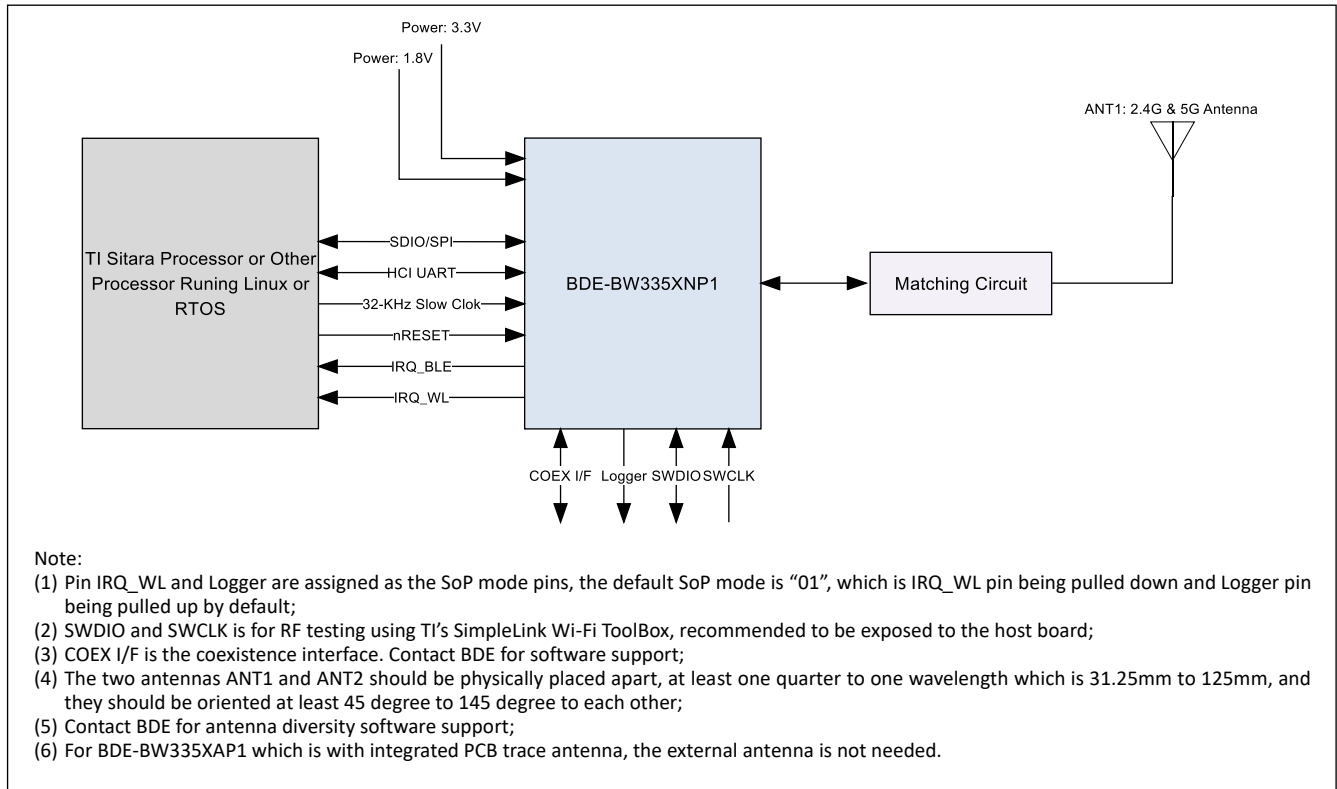 Power: 3.3V
Power: 1.8V
ANT1: 2.4G & 5G Antenna
TI Sitara Processor or Other
Processor Runing Linux or
RTOS
SDIO/SPI
HCI UART
32-KHz Slow Clok
nRESET
IRQ_BLE
IRQ_WL
BDE-BW335XNP1
Matching Circuit
COEX I/F
Logger
SWDIO
SWCLK
Note:
(1) Pin IRQ_WL and Logger are assigned as the SoP mode pins, the default SoP mode is “01”, which is IRQ_WL pin being pulled down and Logger pin
being pulled up by default;
(2) SWDIO and SWCLK is for RF testing using TI’s SimpleLink Wi-Fi ToolBox, recommended to be exposed to the host board;
(3) COEX I/F is the coexistence interface. Contact BDE for software support;
(4) The two antennas ANT1 and ANT2 should be physically placed apart, at least one quarter to one wavelength which is 31.25mm to 125mm, and
they should be oriented at least 45 degree to 145 degree to each other;
(5) Contact BDE for antenna diversity software support;
(6) For BDE-BW335XAP1 which is with integrated PCB trace antenna, the external antenna is not needed.